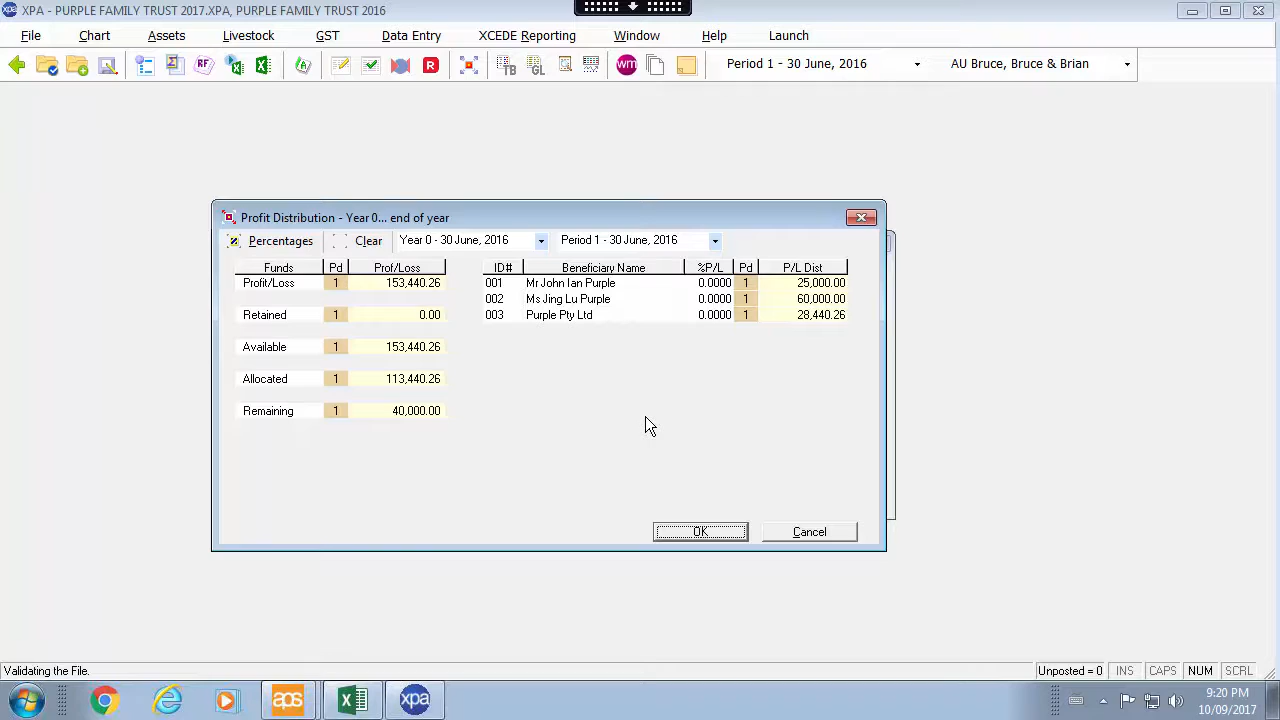 XPA - PURPLE FAMILY TRUST 2017.XPA, PURPLE FAMILY TRUST 2016
File Chart Assets Livestock GST Data Entry XCEDE Reporting Window Help Launch
RF R TB GL wm Period 1 - 30 June, 2016 AU Bruce, Bruce & Brian
Profit Distribution - Year 0... end of year
Percentages Clear Year 0 - 30 June, 2016 Period 1 - 30 June, 2016
Funds Pd Prof/Loss ID# Beneficiary Name %P/L Pd P/L Dist
Profit/Loss 1 153,440.26 001 Mr John Ian Purple 0.0000 1 25,000.00
002 Ms Jing Lu Purple 0.0000 1 60,000.00
Retained 1 0.00 003 Purple Pty Ltd 0.0000 1 28,440.26
Available 1 153,440.26
Allocated 1 113,440.26
Remaining 1 40,000.00
OK Cancel
Validating the File. Unposted = 0 INS CAPS NUM SCRL
aps xpa 9:20 PM
10/09/2017